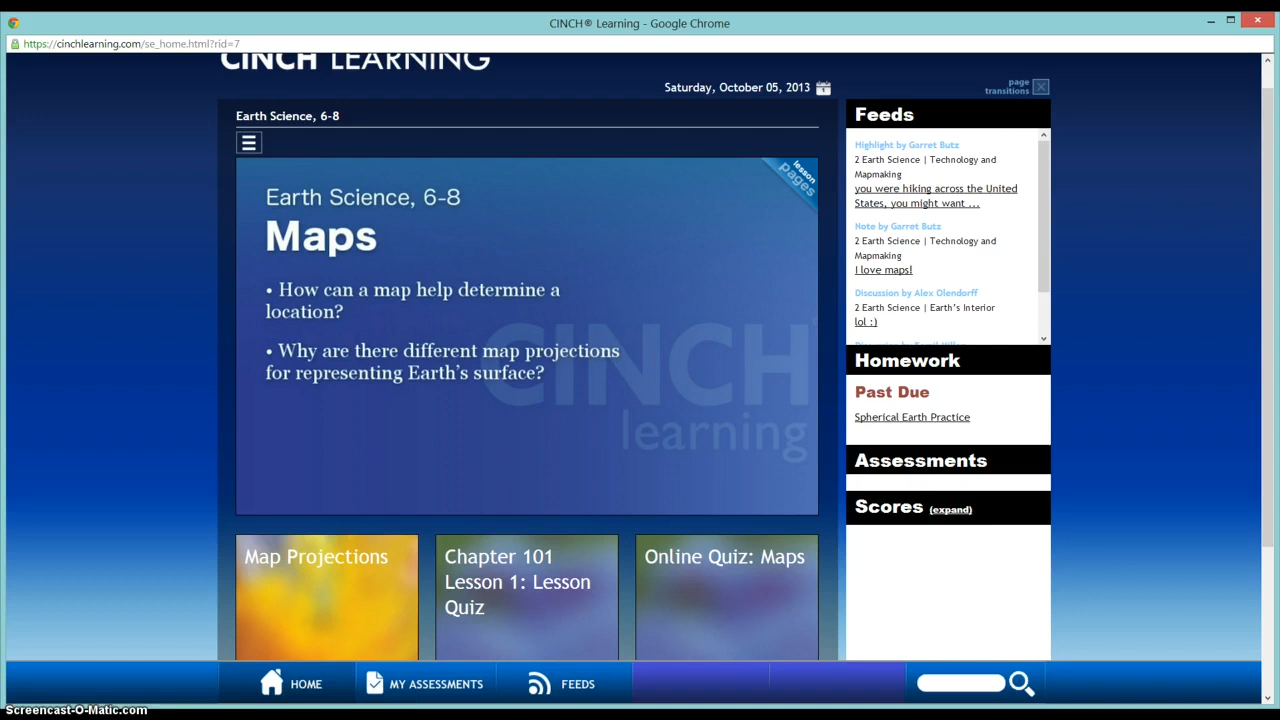 CINCH® Learning - Google Chrome
https://cinchlearning.com/se_home.html?rid=7
CINCH LEARNING
Saturday, October 05, 2013
page
transitions
Earth Science, 6-8
lesson
pages
Earth Science, 6-8
Maps
• How can a map help determine a
location?
• Why are there different map projections
for representing Earth's surface?
CINCH
learning
Map Projections
Chapter 101
Lesson 1: Lesson
Quiz
Online Quiz: Maps
Feeds
Highlight by Garret Butz
2 Earth Science | Technology and
Mapmaking
you were hiking across the United
States, you might want ...
Note by Garret Butz
2 Earth Science | Technology and
Mapmaking
I love maps!
Discussion by Alex Olendorff
2 Earth Science | Earth's Interior
lol :)
Homework
Past Due
Spherical Earth Practice
Assessments
Scores (expand)
HOME
MY ASSESSMENTS
FEEDS
Screencast-O-Matic.com